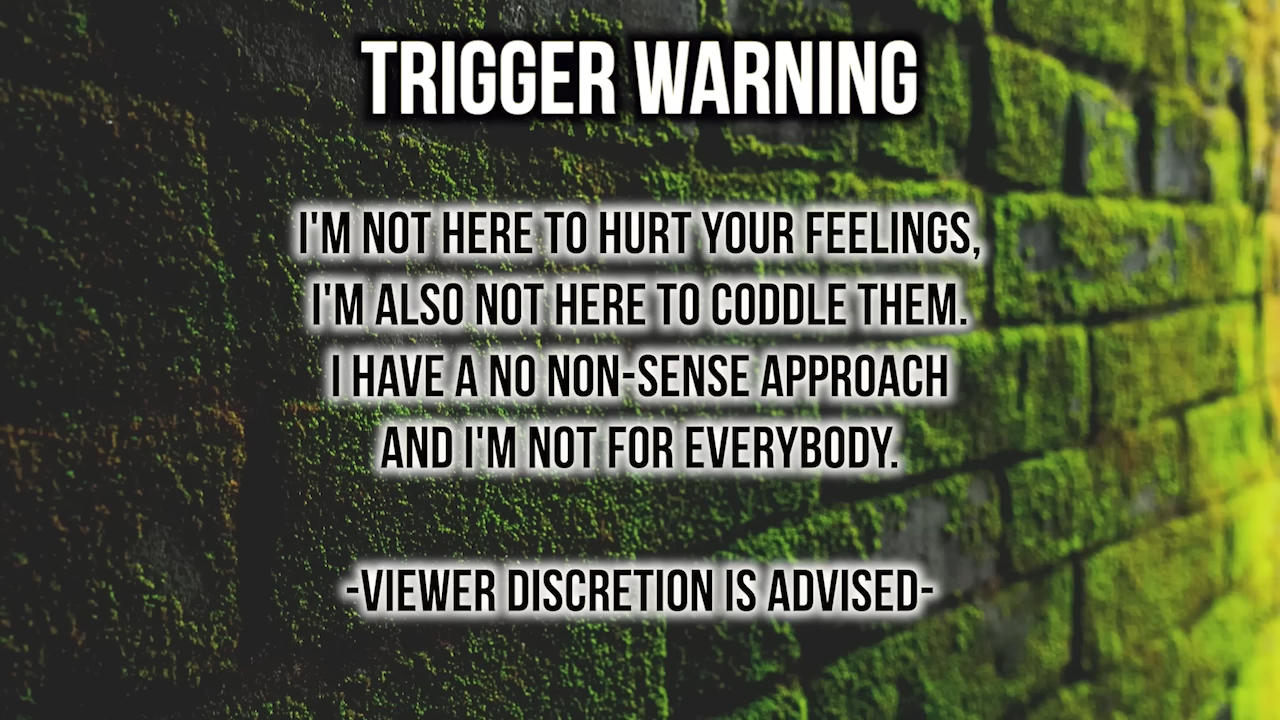 TRIGGER WARNING
I'M NOT HERE TO HURT YOUR FEELINGS,
I'M ALSO NOT HERE TO CODDLE THEM.
I HAVE A NO NON-SENSE APPROACH
AND I'M NOT FOR EVERYBODY.
-VIEWER DISCRETION IS ADVISED-